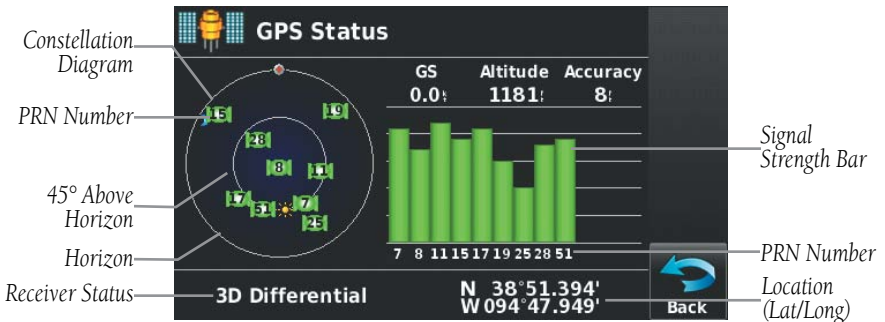 GPS Status
Constellation
Diagram
PRN Number
45° Above
Horizon
Horizon
Receiver Status
15
19
28
8
11
17
51
7
25
GS
Altitude
Accuracy
0.0
1181
8
7 8 11 15 17 19 25 28 51
Signal
Strength Bar
PRN Number
Location
(Lat/Long)
3D Differential
N 38°51.394'
W 094°47.949'
Back